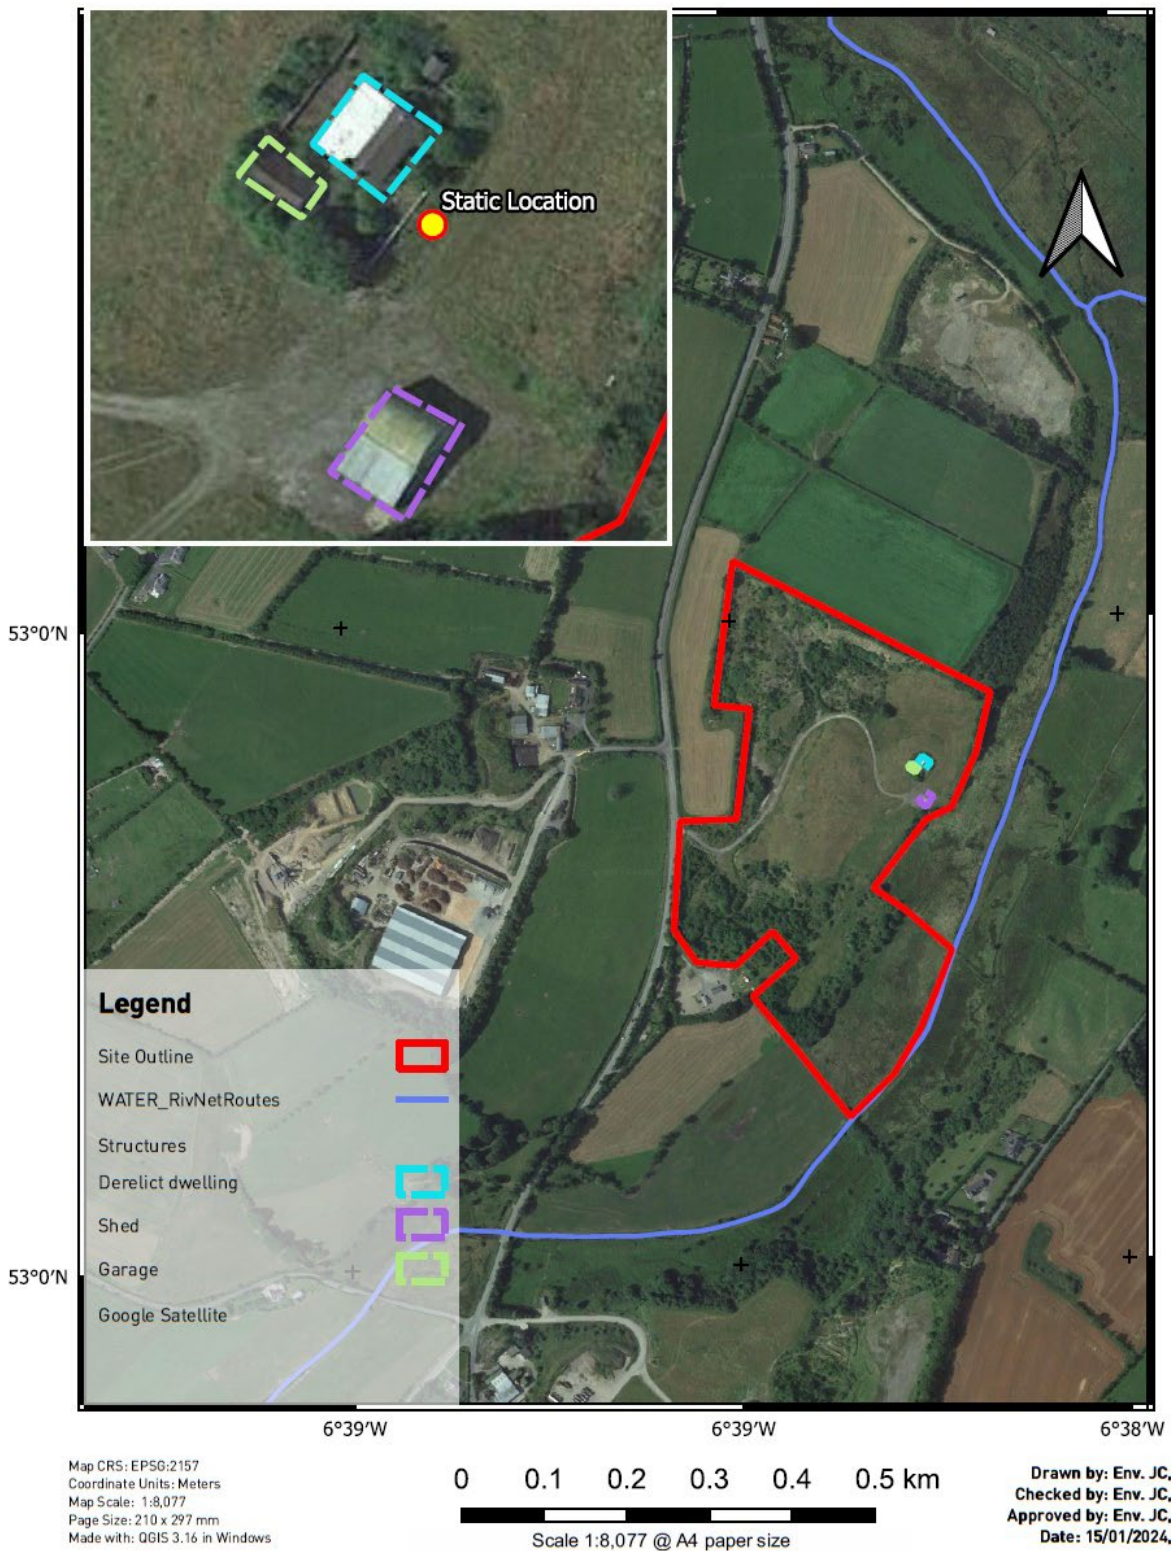 Static Location
53°0′N
Legend
Site Outline
WATER_RivNetRoutes
Structures
Derelict dwelling
Shed
Garage
Google Satellite
53°0′N
6°39′W
6°39′W
6°38′W
Map CRS: EPSG:2157
Coordinate Units: Meters
Map Scale: 1:8,077
Page Size: 210 x 297 mm
Made with: QGIS 3.16 in Windows
0 0.1 0.2 0.3 0.4 0.5 km
Scale 1:8,077 @ A4 paper size
Drawn by: Env. JC.
Checked by: Env. JC.
Approved by: Env. JC.
Date: 15/01/2024.